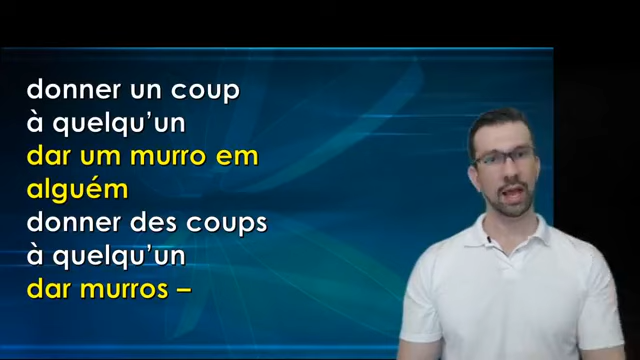 donner un coup
à quelqu’un
dar um murro em
alguém
donner des coups
à quelqu’un
dar murros –